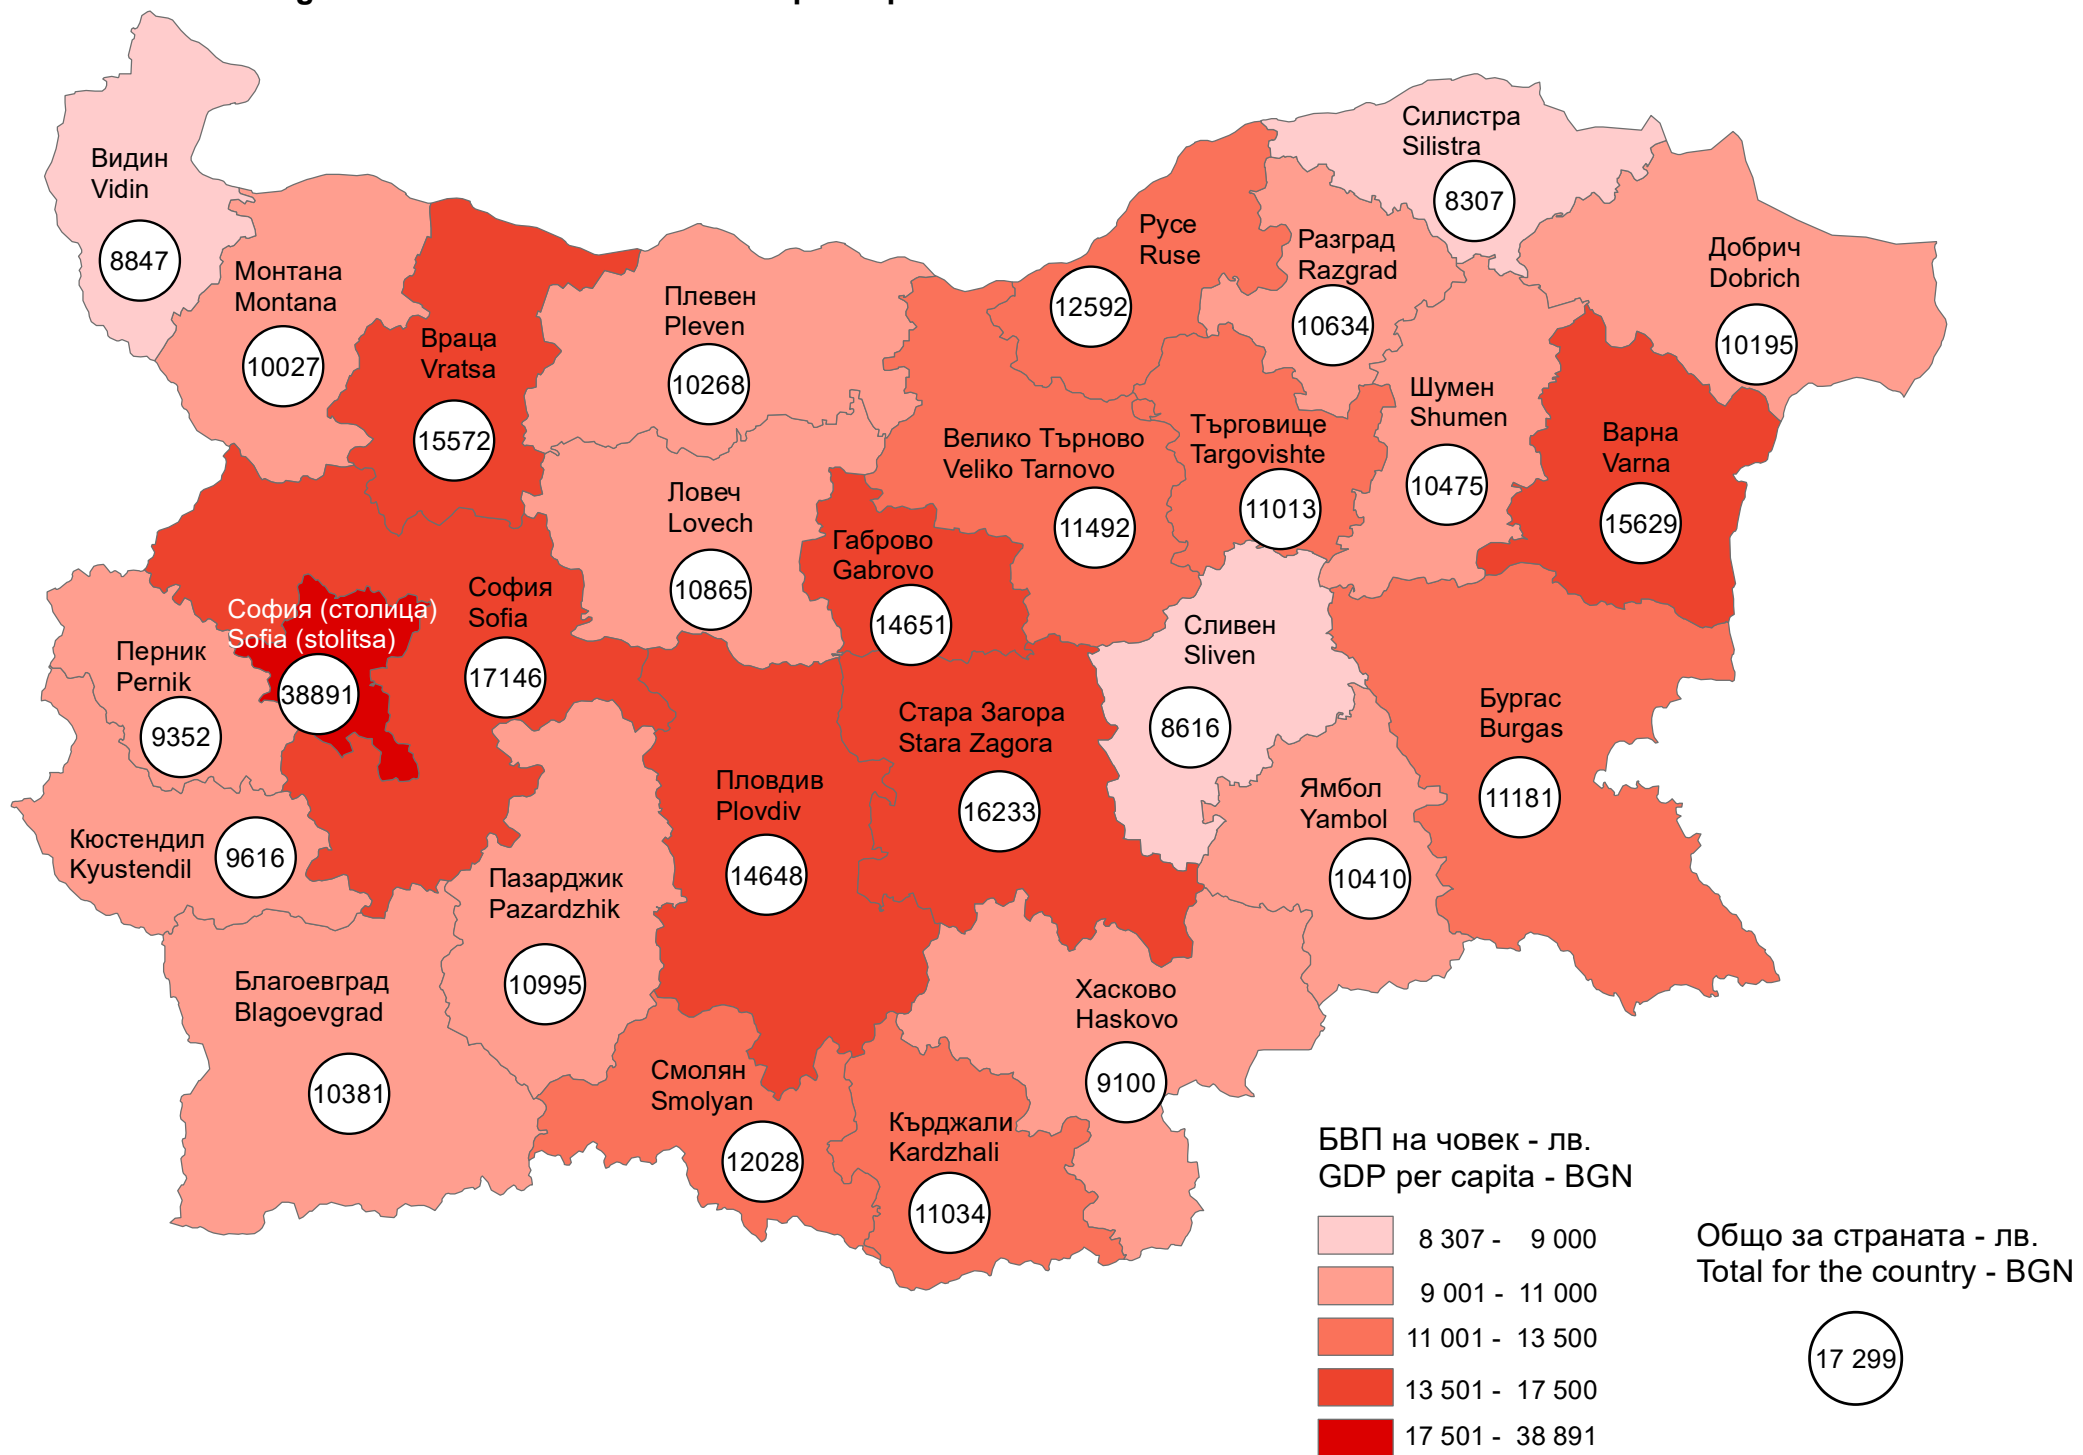 Видин
Vidin
8847
Монтана
Montana
10027
Враца
Vratsa
15572
Плевен
Pleven
10268
Ловеч
Lovech
10865
Габрово
Gabrovo
14651
Велико Търново
Veliko Tarnovo
11492
Русе
Ruse
12592
Разград
Razgrad
10634
Силистра
Silistra
8307
Добрич
Dobrich
10195
Шумен
Shumen
10475
Търговище
Targovishte
11013
Варна
Varna
15629
София (столица)
Sofia (stolitsa)
38891
София
Sofia
17146
Перник
Pernik
9352
Кюстендил
Kyustendil
9616
Благоевград
Blagoevgrad
10381
Пазарджик
Pazardzhik
10995
Пловдив
Plovdiv
14648
Стара Загора
Stara Zagora
16233
Сливен
Sliven
8616
Ямбол
Yambol
10410
Бургас
Burgas
11181
Хасково
Haskovo
9100
Смолян
Smolyan
12028
Кърджали
Kardzhali
11034
БВП на човек - лв.
GDP per capita - BGN
8 307 - 9 000
9 001 - 11 000
11 001 - 13 500
13 501 - 17 500
17 501 - 38 891
Общо за страната - лв.
Total for the country - BGN
17 299